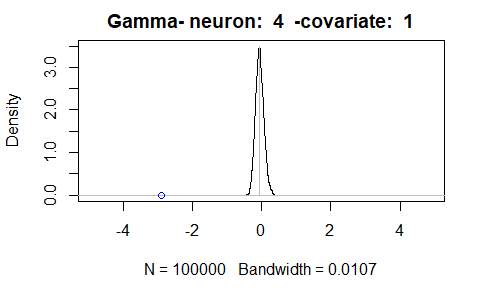 Gamma- neuron:  4  -covariate:  1
Density
3.0
2.0
1.0
0.0
-4 -2 0 2 4
N = 100000   Bandwidth = 0.0107